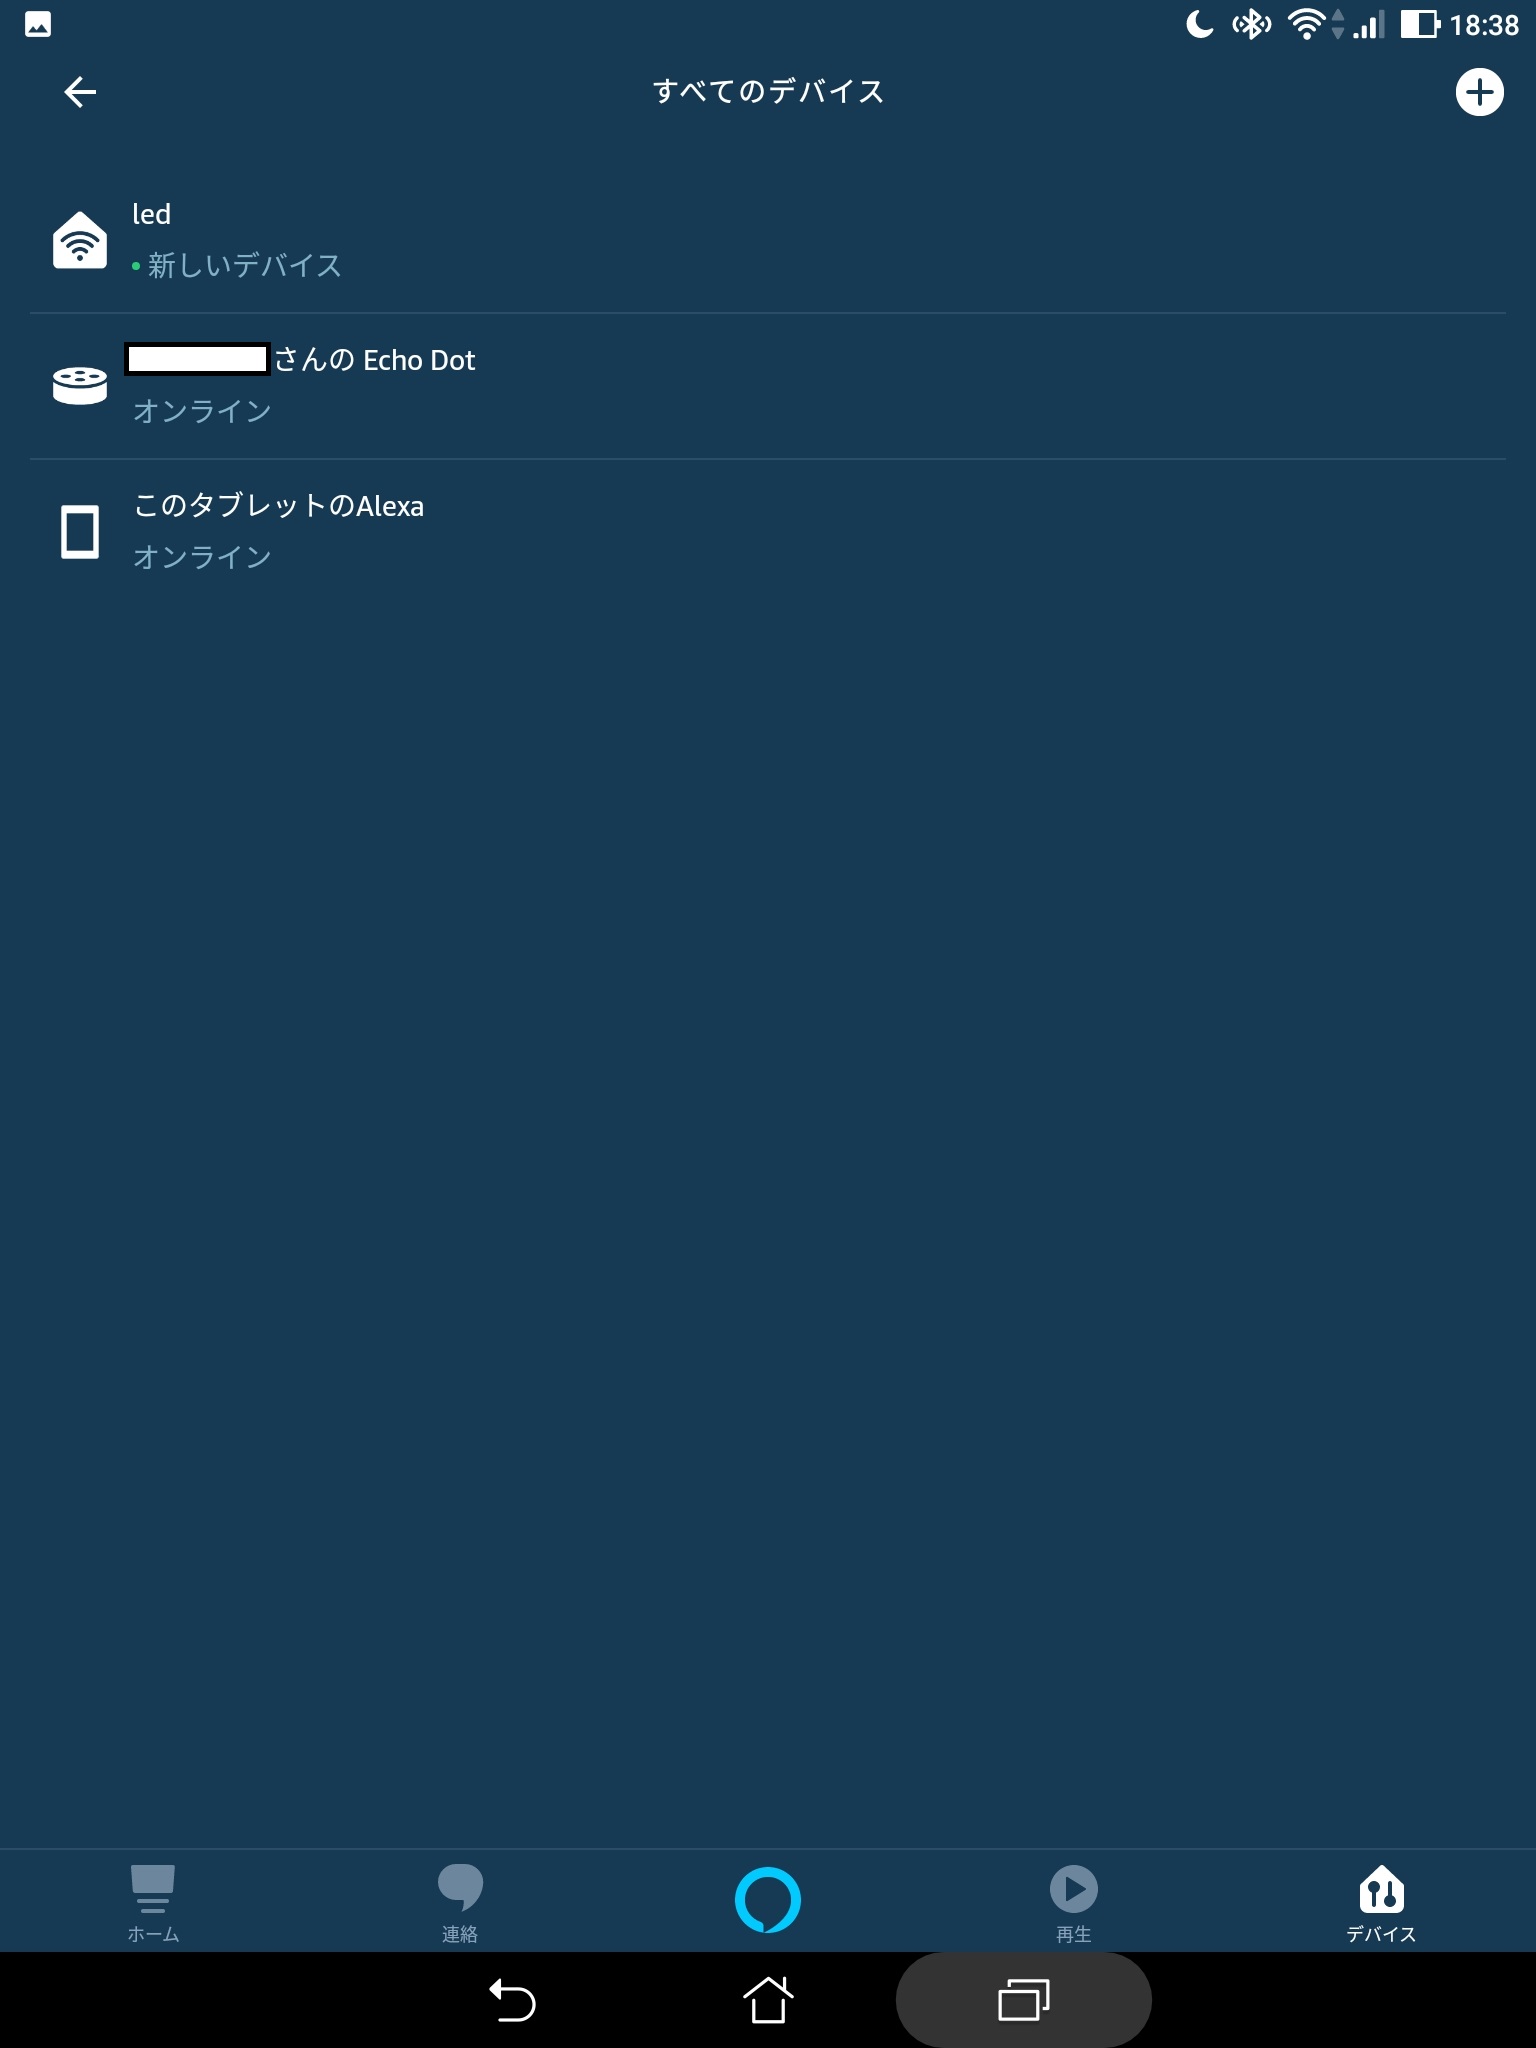 18:38
すべてのデバイス
led
新しいデバイス
さんの Echo Dot
オンライン
このタブレットのAlexa
オンライン
ホーム
連絡
再生
デバイス